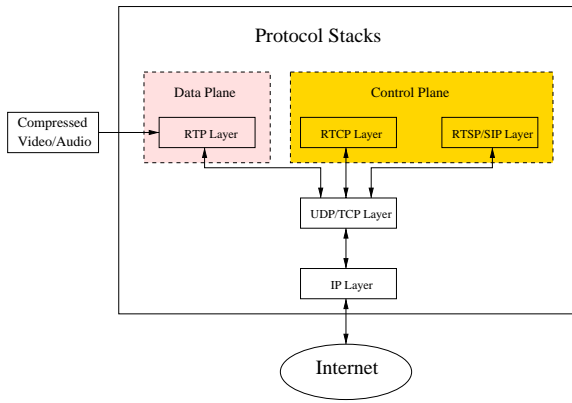 Protocol Stacks
Data Plane
Control Plane
Compressed
Video/Audio
RTP Layer
RTCP Layer
RTSP/SIP Layer
UDP/TCP Layer
IP Layer
Internet